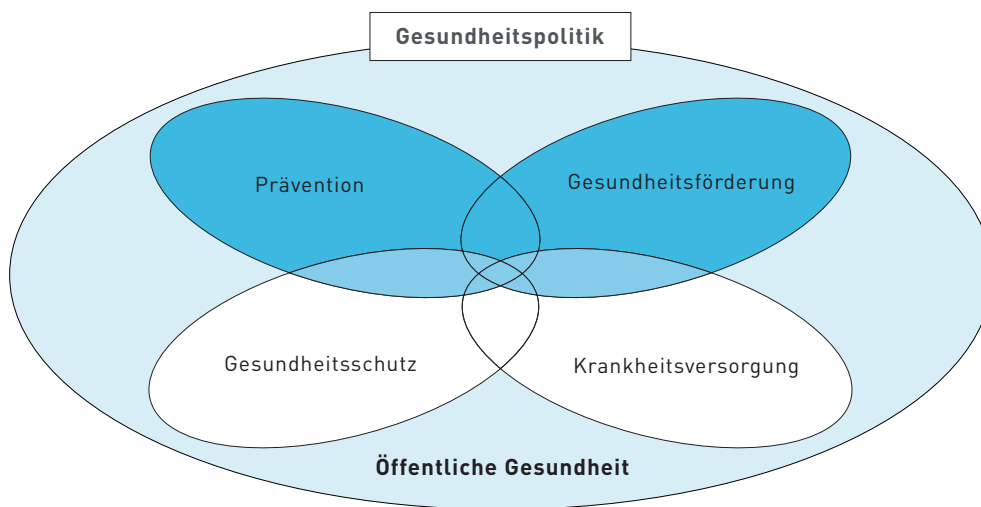 Gesundheitspolitik
Prävention
Gesundheitsförderung
Gesundheitsschutz
Krankheitsversorgung
Öffentliche Gesundheit